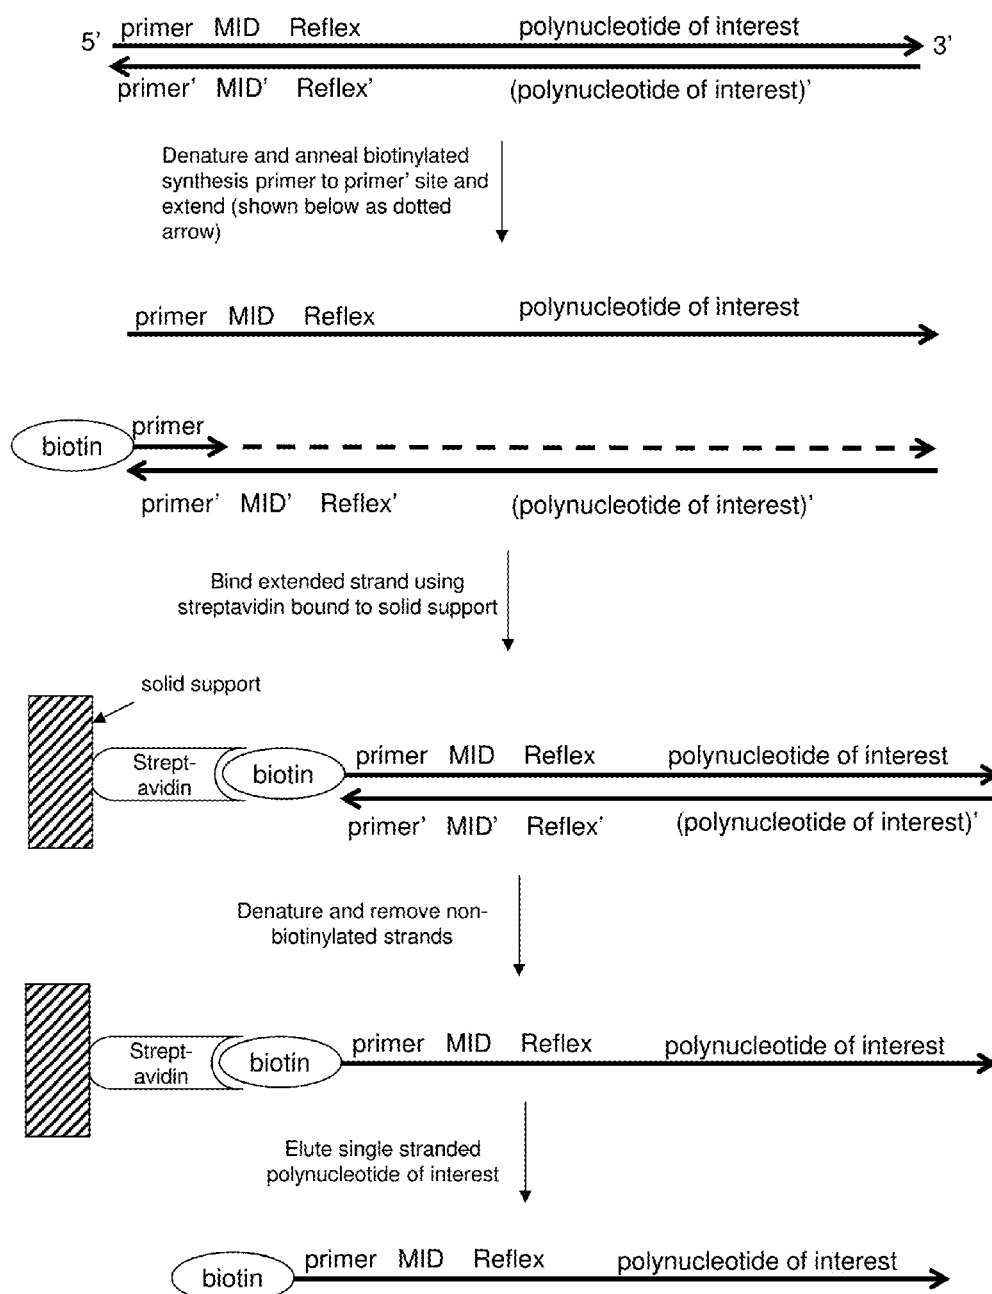 primer MID Reflex polynucleotide of interest
5' 3'
primer' MID' Reflex' (polynucleotide of interest)'
Denature and anneal biotinylated
synthesis primer to primer' site and
extend (shown below as dotted
arrow)
primer MID Reflex polynucleotide of interest
primer
biotin
primer' MID' Reflex' (polynucleotide of interest)'
Bind extended strand using
streptavidin bound to solid support
solid support
primer MID Reflex polynucleotide of interest
Strept-
avidin
biotin
primer' MID' Reflex' (polynucleotide of interest)'
Denature and remove non-
biotinylated strands
primer MID Reflex polynucleotide of interest
Strept-
avidin
biotin
Elute single stranded
polynucleotide of interest
primer MID Reflex polynucleotide of interest
biotin